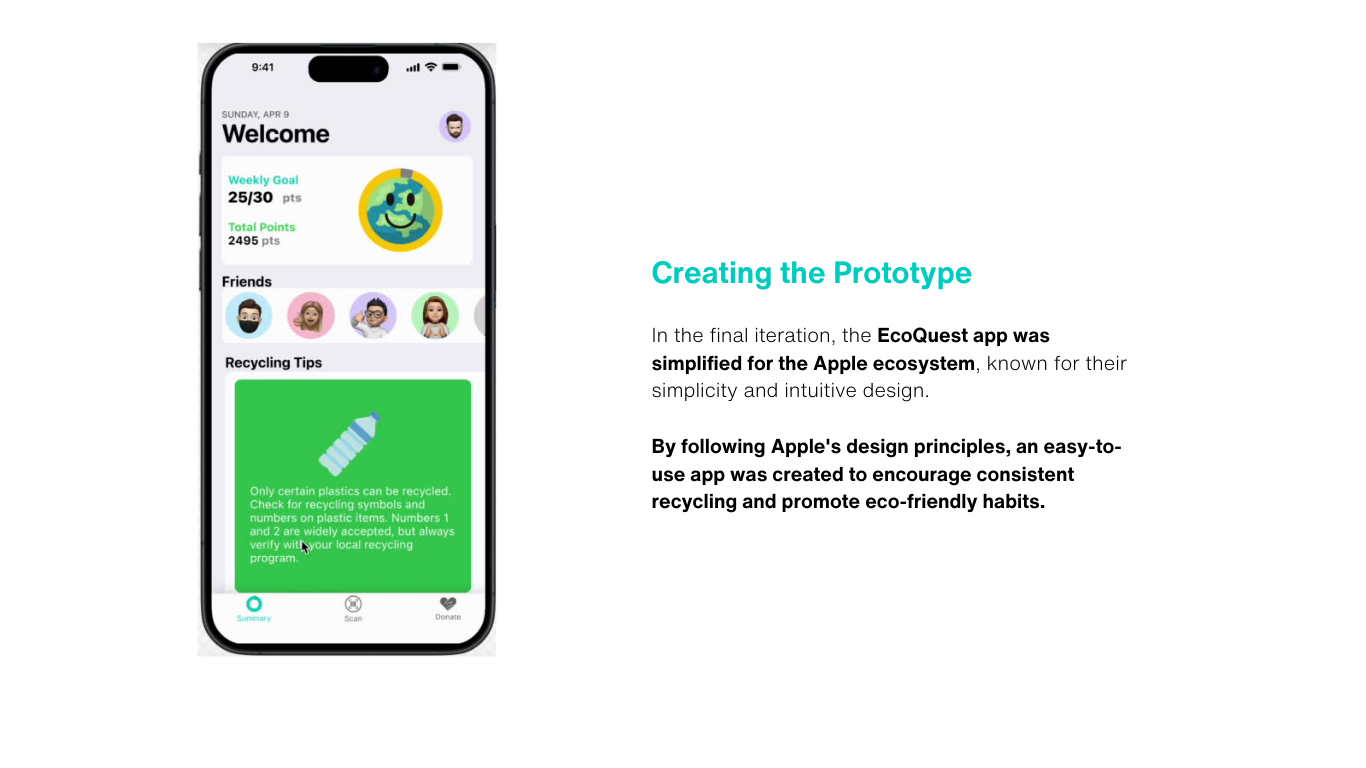 9:41
SUNDAY, APR 9
Welcome
Weekly Goal
25/30 pts
Total Points
2495 pts
Friends
Recycling Tips
Only certain plastics can be recycled.
Check for recycling symbols and
numbers on plastic items. Numbers 1
and 2 are widely accepted, but always
verify with your local recycling
program.
Summary
Scan
Donate
Creating the Prototype
In the final iteration, the EcoQuest app was
simplified for the Apple ecosystem, known for their
simplicity and intuitive design.
By following Apple's design principles, an easy-to-
use app was created to encourage consistent
recycling and promote eco-friendly habits.